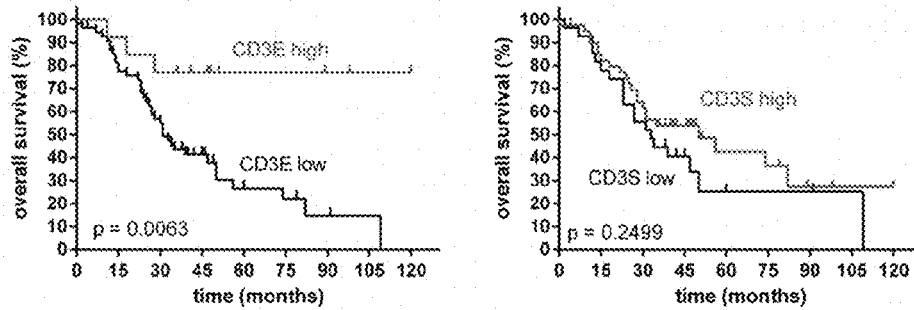 100
90
80
70
60
50
40
30
20
10
0
overall survival (%)
CD3E high
CD3E low
p = 0.0063
0 15 30 45 60 75 90 105 120
time (months)
100
90
80
70
60
50
40
30
20
10
0
overall survival (%)
CD3S high
CD3S low
p = 0.2499
0 15 30 45 60 75 90 105 120
time (months)